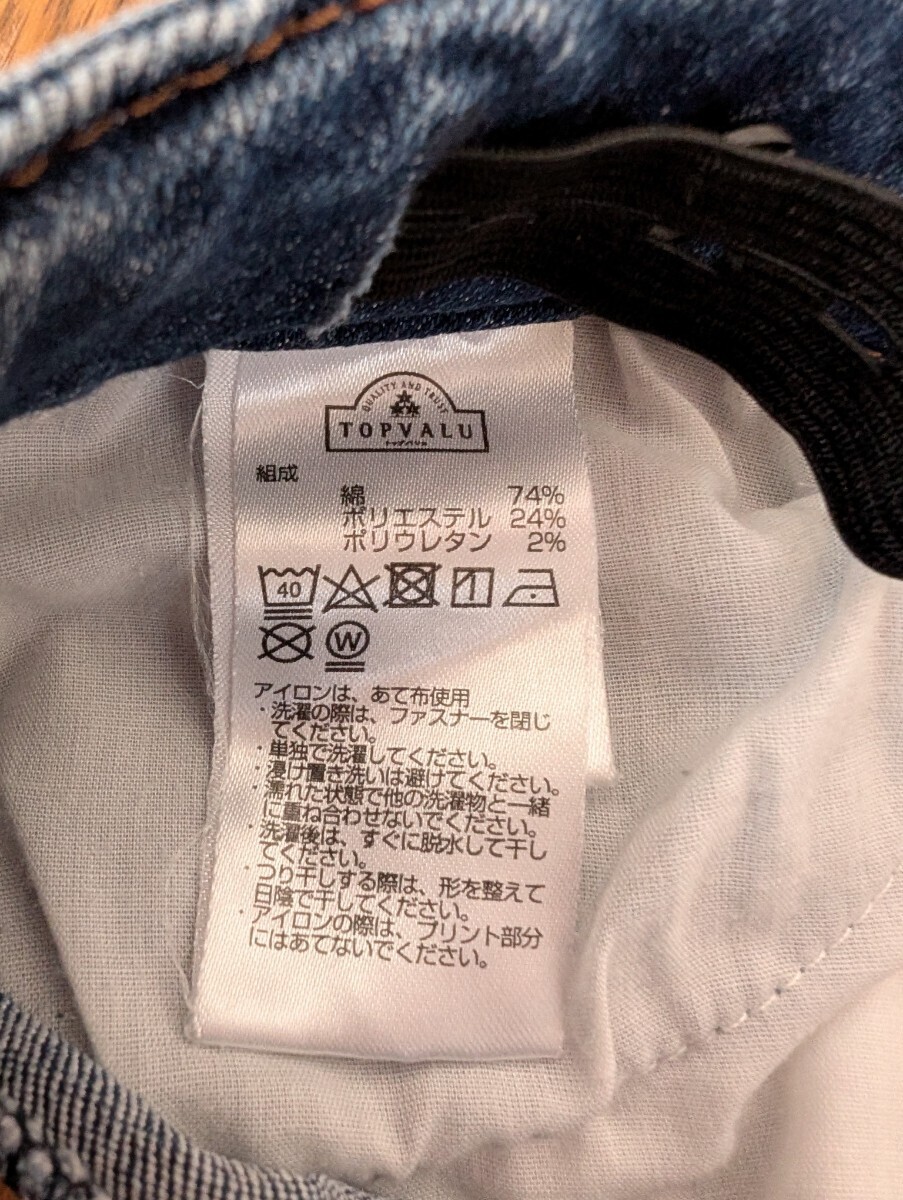 QUALITY AND TRUST
TOPVALU
トップバリュ
組成
綿 74%
ポリエステル 24%
ポリウレタン 2%
40
W
アイロンは、あて布使用
・洗濯の際は、ファスナーを閉じ
てください。
・単独で洗濯してください。
・浸け置き洗いは避けてください。
・濡れた状態で他の洗濯物と一緒
に重ね合わせないでください。
・洗濯後は、すぐに脱水して干し
てください。
・つり干しする際は、形を整えて
日陰で干してください。
・アイロンの際は、プリント部分
にはあてないでください。